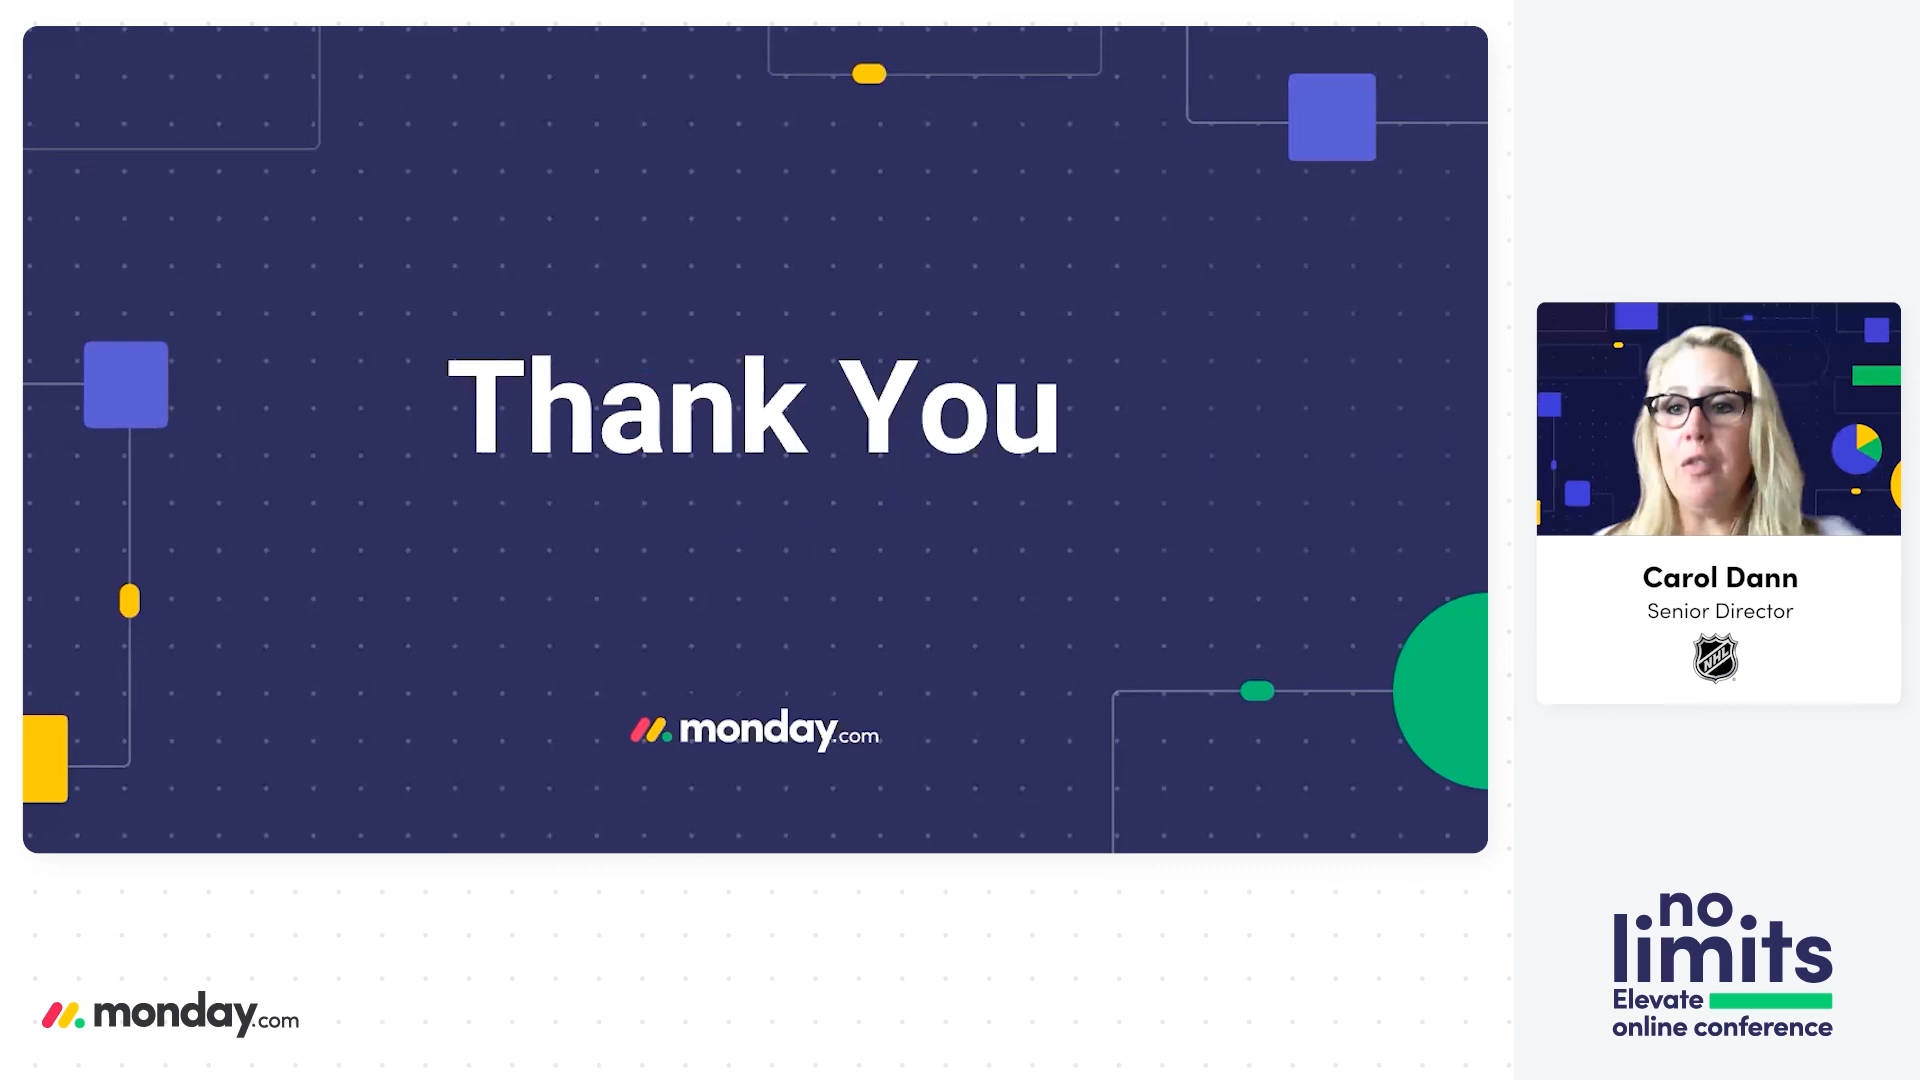 Thank You
monday.com
Carol Dann
Senior Director
NHL
monday.com
no
limits
Elevate
online conference